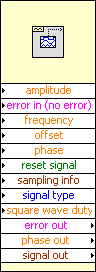 amplitude
error in (no error)
frequency
offset
phase
reset signal
sampling info
signal type
square wave duty
error out
phase out
signal out